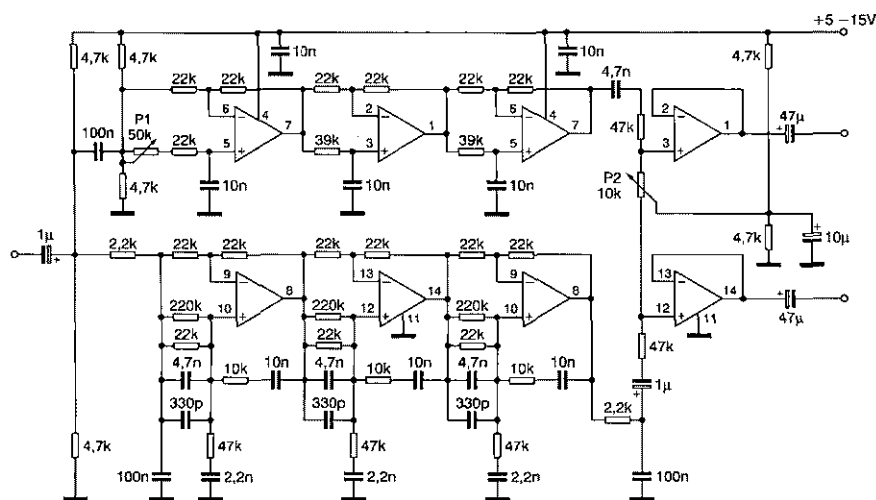 +5 –15V
4,7k 4,7k 10n 10n 4,7k
22k 22k 22k 22k 22k 22k 4,7n
6 4 2 6 4 2 47µ
100n P1 50k 7 1 7 47k 1
22k 5 39k 3 39k 5 3
4,7k 10n 10n 10n P2 10k
1µ 2,2k 22k 22k 22k 22k 22k 22k 4,7k 10µ
9 8 13 14 9 8 13 14
220k 10 220k 12 11 220k 10 12 11 47µ
22k 22k 22k
4,7n 10k 10n 4,7n 10k 10n 4,7n 10k 10n 47k
330p 330p 330p 1µ
4,7k 47k 47k 47k 2,2k
100n 2,2n 2,2n 2,2n 100n